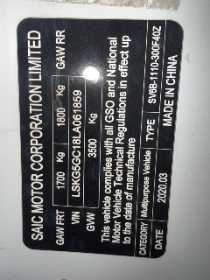 SAIC MOTOR CORPORATION LIMITED
GAW FRT 1700 Kg 1800 Kg GAW RR
VIN LSKG5GC18LA061859
GVW 3500 Kg
This vehicle complies with all GSO and National
Motor Vehicle Technical Regulations in effect up
to the date of manufacture
CATEGORY Multipurpose Vehicle TYPE SV6B-1110-300F40Z
DATE 2020.03 MADE IN CHINA